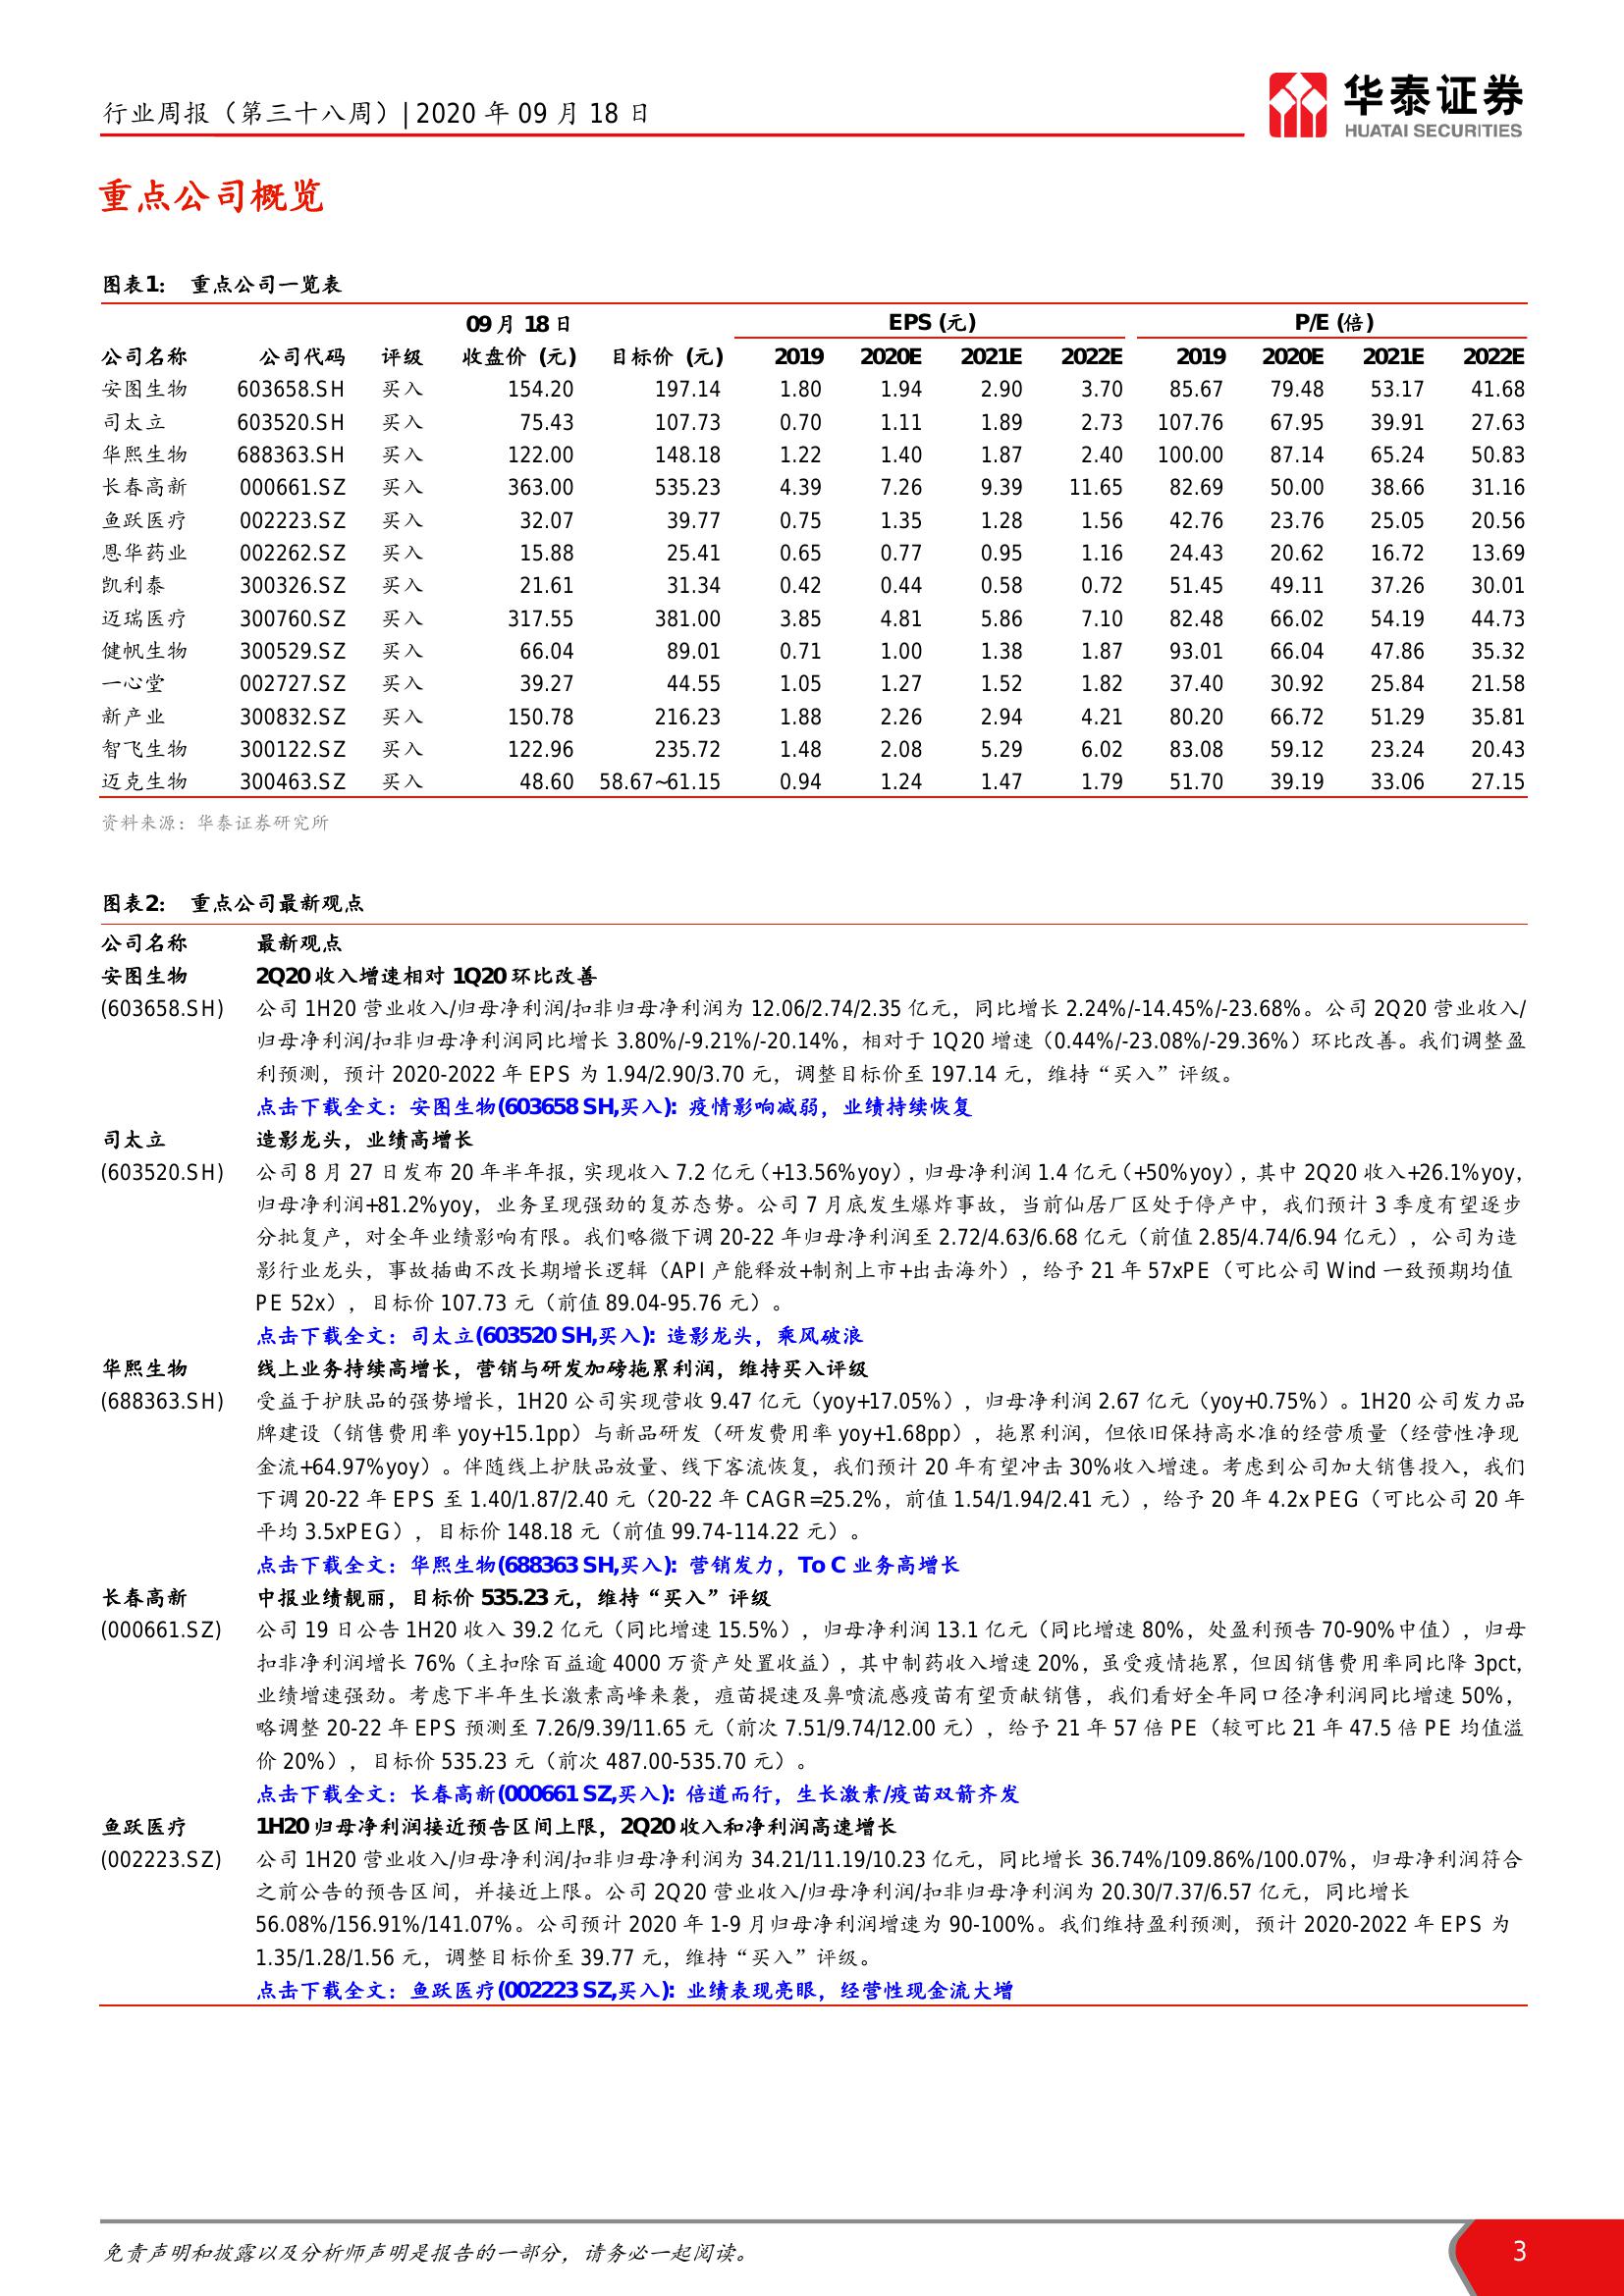 行业周报（第三十八周）| 2020 年 09 月 18 日
华泰证券
HUATAI SECURITIES
重点公司概览
图表1： 重点公司一览表
09 月 18 日 EPS (元) P/E (倍)
公司名称 公司代码 评级 收盘价 (元) 目标价 (元) 2019 2020E 2021E 2022E 2019 2020E 2021E 2022E
安图生物 603658.SH 买入 154.20 197.14 1.80 1.94 2.90 3.70 85.67 79.48 53.17 41.68
司太立 603520.SH 买入 75.43 107.73 0.70 1.11 1.89 2.73 107.76 67.95 39.91 27.63
华熙生物 688363.SH 买入 122.00 148.18 1.22 1.40 1.87 2.40 100.00 87.14 65.24 50.83
长春高新 000661.SZ 买入 363.00 535.23 4.39 7.26 9.39 11.65 82.69 50.00 38.66 31.16
鱼跃医疗 002223.SZ 买入 32.07 39.77 0.75 1.35 1.28 1.56 42.76 23.76 25.05 20.56
恩华药业 002262.SZ 买入 15.88 25.41 0.65 0.77 0.95 1.16 24.43 20.62 16.72 13.69
凯利泰 300326.SZ 买入 21.61 31.34 0.42 0.44 0.58 0.72 51.45 49.11 37.26 30.01
迈瑞医疗 300760.SZ 买入 317.55 381.00 3.85 4.81 5.86 7.10 82.48 66.02 54.19 44.73
健帆生物 300529.SZ 买入 66.04 89.01 0.71 1.00 1.38 1.87 93.01 66.04 47.86 35.32
一心堂 002727.SZ 买入 39.27 44.55 1.05 1.27 1.52 1.82 37.40 30.92 25.84 21.58
新产业 300832.SZ 买入 150.78 216.23 1.88 2.26 2.94 4.21 80.20 66.72 51.29 35.81
智飞生物 300122.SZ 买入 122.96 235.72 1.48 2.08 5.29 6.02 83.08 59.12 23.24 20.43
迈克生物 300463.SZ 买入 48.60 58.67~61.15 0.94 1.24 1.47 1.79 51.70 39.19 33.06 27.15
资料来源：华泰证券研究所
图表2： 重点公司最新观点
公司名称 最新观点
安图生物 2Q20 收入增速相对 1Q20 环比改善
(603658.SH) 公司 1H20 营业收入/归母净利润/扣非归母净利润为 12.06/2.74/2.35 亿元，同比增长 2.24%/-14.45%/-23.68%。公司 2Q20 营业收入/
归母净利润/扣非归母净利润同比增长 3.80%/-9.21%/-20.14%，相对于 1Q20 增速（0.44%/-23.08%/-29.36%）环比改善。我们调整盈
利预测，预计 2020-2022 年 EPS 为 1.94/2.90/3.70 元，调整目标价至 197.14 元，维持“买入”评级。
点击下载全文：安图生物(603658 SH,买入)：疫情影响减弱，业绩持续恢复
司太立 造影龙头，业绩高增长
(603520.SH) 公司 8 月 27 日发布 20 年半年报，实现收入 7.2 亿元（+13.56%yoy），归母净利润 1.4 亿元（+50%yoy），其中 2Q20 收入+26.1%yoy，
归母净利润+81.2%yoy，业务呈现强劲的复苏态势。公司 7 月底发生爆炸事故，当前仙居厂区处于停产中，我们预计 3 季度有望逐步
分批复产，对全年业绩影响有限。我们略微下调 20-22 年归母净利润至 2.72/4.63/6.68 亿元（前值 2.85/4.74/6.94 亿元），公司为造
影行业龙头，事故插曲不改长期增长逻辑（API 产能释放+制剂上市+出击海外），给予 21 年 57xPE（可比公司 Wind 一致预期均值
PE 52x），目标价 107.73 元（前值 89.04-95.76 元）。
点击下载全文：司太立(603520 SH,买入)：造影龙头，乘风破浪
华熙生物 线上业务持续高增长，营销与研发加磅拖累利润，维持买入评级
(688363.SH) 受益于护肤品的强势增长，1H20 公司实现营收 9.47 亿元（yoy+17.05%），归母净利润 2.67 亿元（yoy+0.75%）。1H20 公司发力品
牌建设（销售费用率 yoy+15.1pp）与新品研发（研发费用率 yoy+1.68pp），拖累利润，但依旧保持高水准的经营质量（经营性净现
金流+64.97%yoy）。伴随线上护肤品放量、线下客流恢复，我们预计 20 年有望冲击 30%收入增速。考虑到公司加大销售投入，我们
下调 20-22 年 EPS 至 1.40/1.87/2.40 元（20-22 年 CAGR=25.2%，前值 1.54/1.94/2.41 元），给予 20 年 4.2x PEG（可比公司 20 年
平均 3.5xPEG），目标价 148.18 元（前值 99.74-114.22 元）。
点击下载全文：华熙生物(688363 SH,买入)：营销发力，To C 业务高增长
长春高新 中报业绩靓丽，目标价 535.23 元，维持“买入”评级
(000661.SZ) 公司 19 日公告 1H20 收入 39.2 亿元（同比增速 15.5%），归母净利润 13.1 亿元（同比增速 80%，处盈利预告 70-90%中值），归母
扣非净利润增长 76%（主扣除百益逾 4000 万资产处置收益），其中制药收入增速 20%，虽受疫情拖累，但因销售费用率同比降 3pct，
业绩增速强劲。考虑下半年生长激素高峰来袭，痘苗提速及鼻喷流感疫苗有望贡献销售，我们看好全年同口径净利润同比增速 50%，
略调整 20-22 年 EPS 预测至 7.26/9.39/11.65 元（前次 7.51/9.74/12.00 元），给予 21 年 57 倍 PE（较可比 21 年 47.5 倍 PE 均值溢
价 20%），目标价 535.23 元（前次 487.00-535.70 元）。
点击下载全文：长春高新(000661 SZ,买入)：倍道而行，生长激素/疫苗双箭齐发
鱼跃医疗 1H20 归母净利润接近预告区间上限，2Q20 收入和净利润高速增长
(002223.SZ) 公司 1H20 营业收入/归母净利润/扣非归母净利润为 34.21/11.19/10.23 亿元，同比增长 36.74%/109.86%/100.07%，归母净利润符合
之前公告的预告区间，并接近上限。公司 2Q20 营业收入/归母净利润/扣非归母净利润为 20.30/7.37/6.57 亿元，同比增长
56.08%/156.91%/141.07%。公司预计 2020 年 1-9 月归母净利润增速为 90-100%。我们维持盈利预测，预计 2020-2022 年 EPS 为
1.35/1.28/1.56 元，调整目标价至 39.77 元，维持“买入”评级。
点击下载全文：鱼跃医疗(002223 SZ,买入)：业绩表现亮眼，经营性现金流大增
免责声明和披露以及分析师声明是报告的一部分，请务必一起阅读。 3